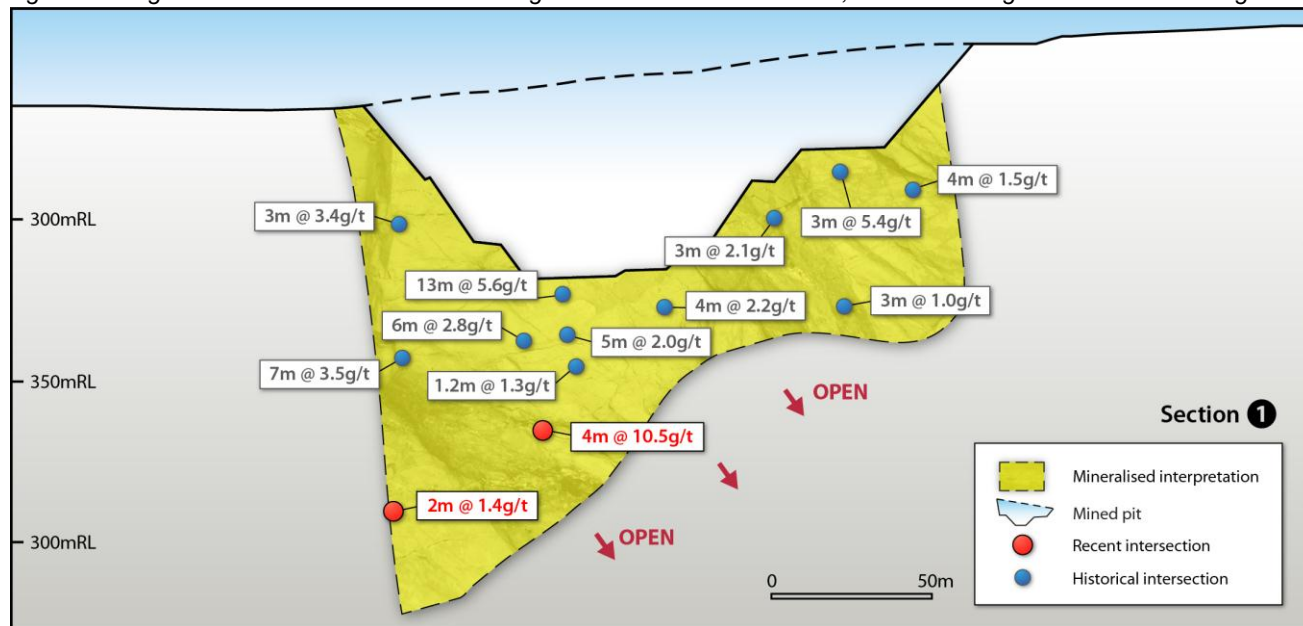 300mRL
350mRL
300mRL
3m @ 3.4g/t
13m @ 5.6g/t
6m @ 2.8g/t
7m @ 3.5g/t
1.2m @ 1.3g/t
5m @ 2.0g/t
4m @ 2.2g/t
3m @ 2.1g/t
3m @ 5.4g/t
4m @ 1.5g/t
3m @ 1.0g/t
4m @ 10.5g/t
2m @ 1.4g/t
OPEN
OPEN
0 50m
Section 1
Mineralised interpretation
Mined pit
Recent intersection
Historical intersection